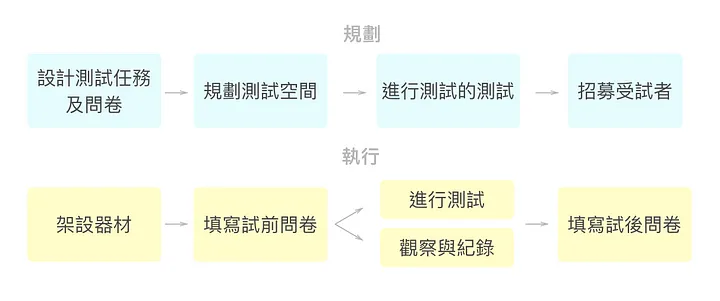 規劃
設計測試任務
及問卷
規劃測試空間
進行測試的測試
招募受試者
執行
架設器材
填寫試前問卷
進行測試
觀察與紀錄
填寫試後問卷